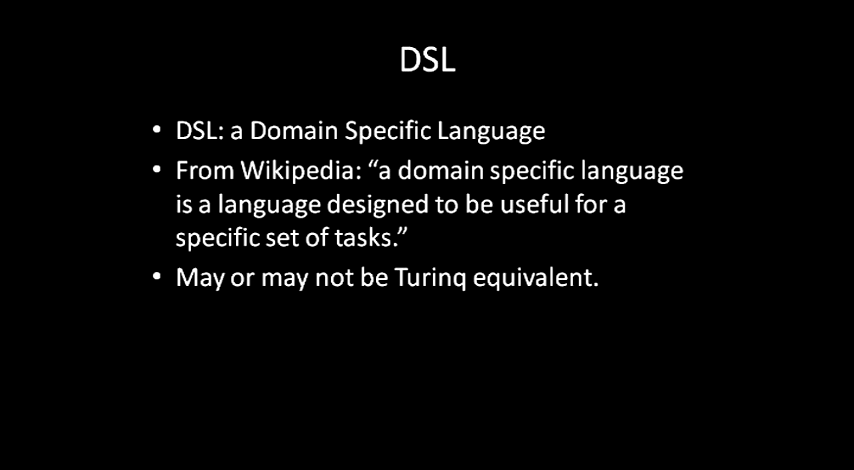 DSL
• DSL: a Domain Specific Language
• From Wikipedia: “a domain specific language
is a language designed to be useful for a
specific set of tasks.”
• May or may not be Turinq equivalent.